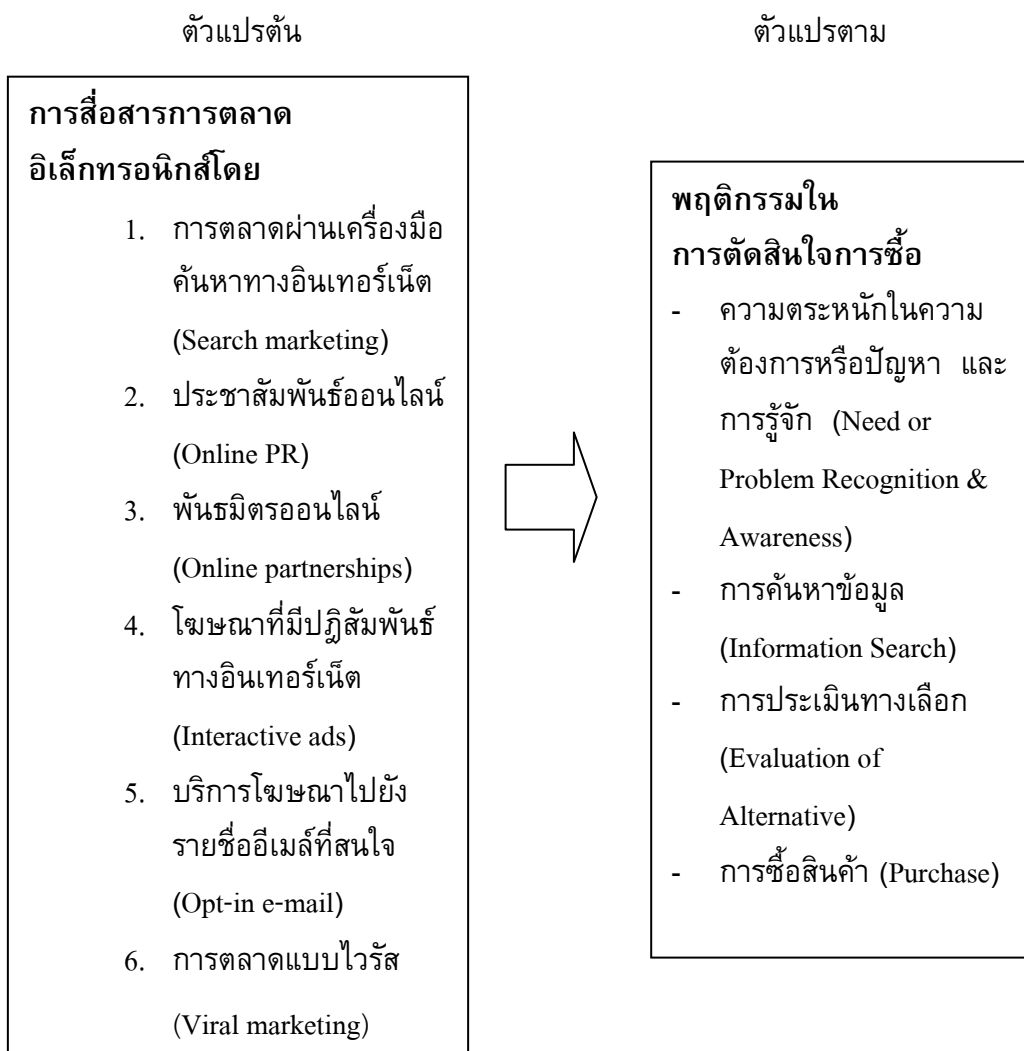 ตัวแปรต้น
ตัวแปรตาม
การสื่อสารการตลาด
อิเล็กทรอนิกส์โดย
1. การตลาดผ่านเครื่องมือ
ค้นหาทางอินเทอร์เน็ต
(Search marketing)
2. ประชาสัมพันธ์ออนไลน์
(Online PR)
3. พันธมิตรออนไลน์
(Online partnerships)
4. โฆษณาที่มีปฎิสัมพันธ์
ทางอินเทอร์เน็ต
(Interactive ads)
5. บริการโฆษณาไปยัง
รายชื่ออีเมล์ที่สนใจ
(Opt-in e-mail)
6. การตลาดแบบไวรัส
(Viral marketing)
พฤติกรรมใน
การตัดสินใจการซื้อ
- ความตระหนักในความ
ต้องการหรือปัญหา และ
การรู้จัก (Need or
Problem Recognition &
Awareness)
- การค้นหาข้อมูล
(Information Search)
- การประเมินทางเลือก
(Evaluation of
Alternative)
- การซื้อสินค้า (Purchase)